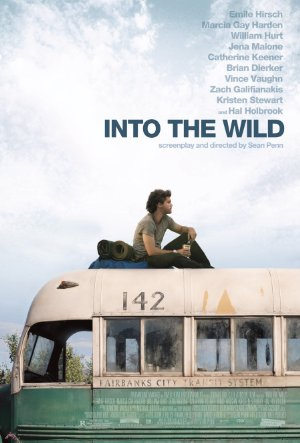 Emile Hirsch
Marcia Gay Harden
William Hurt
Jena Malone
Catherine Keener
Brian Dierker
Vince Vaughn
Zach Galifianakis
Kristen Stewart
and Hal Holbrook
INTO THE WILD
screenplay and directed by Sean Penn
142
FAIRBANKS CITY TRANSIT SYSTEM